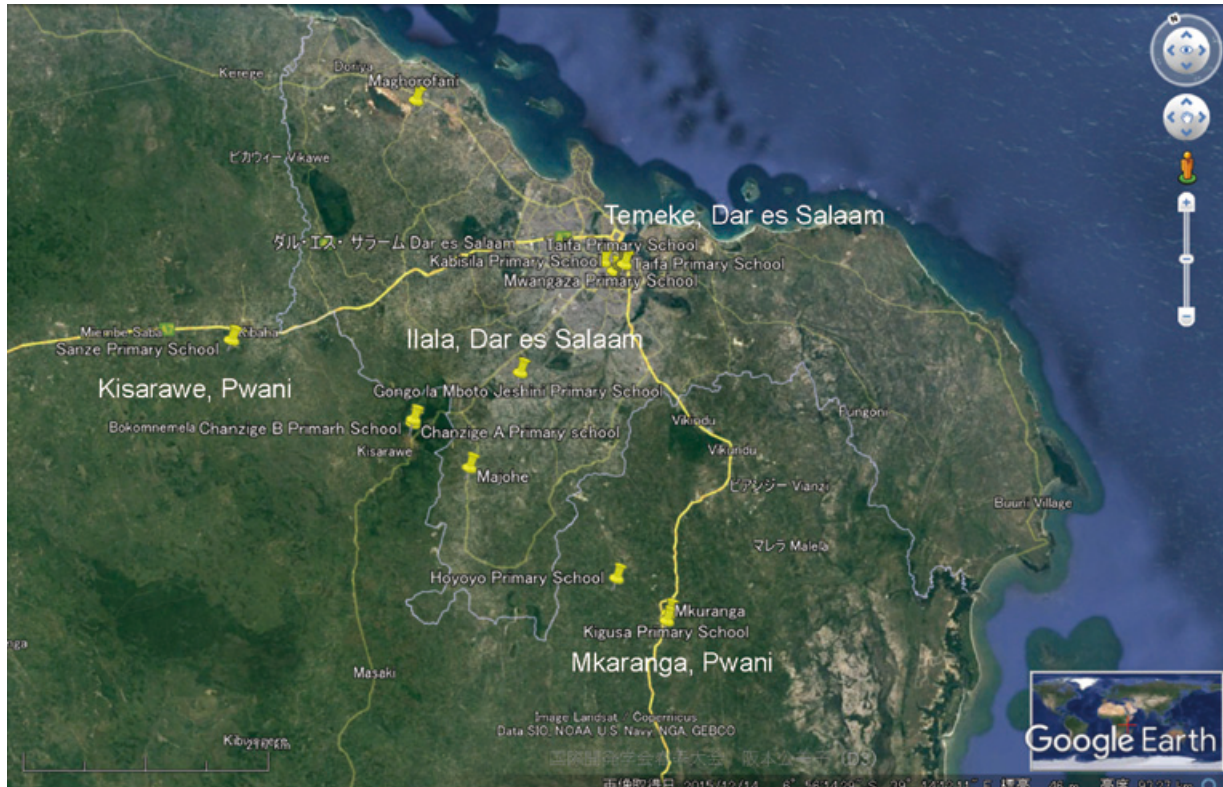 Kerege
Doriya
Maghorofani
ビカウィー Vikawe
Temeke, Dar es Salaam
ダル・エス・サラーム Dar es Salaam
Taifa Primary School
Kabisila Primary School
Taifa Primary School
Mwangaza Primary School
Miembe Saba
Kibaha
Sanze Primary School
Ilala, Dar es Salaam
Kisarawe, Pwani
Gongo la Mboto Jeshini Primary School
Bokomnemela
Chanzige B Primarh School
Chanzige A Primary school
Kisarawe
Vikindu
Pungoni
Vikundu
Majohe
ビアンジー Vianzi
Buuni Village
マレラ Malela
Hoyoyo Primary School
Mkuranga
Kigusa Primary School
Mkaranga, Pwani
Masaki
Image Landsat / Copernicus
Data SIO, NOAA, U.S. Navy, NGA, GEBCO
Google Earth